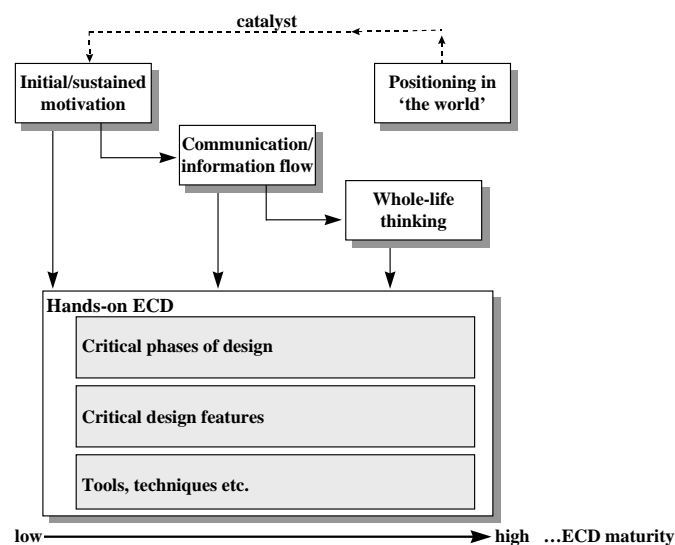 catalyst
Initial/sustained
motivation
Positioning in
‘the world’
Communication/
information flow
Whole-life
thinking
Hands-on ECD
Critical phases of design
Critical design features
Tools, techniques etc.
low
high …ECD maturity